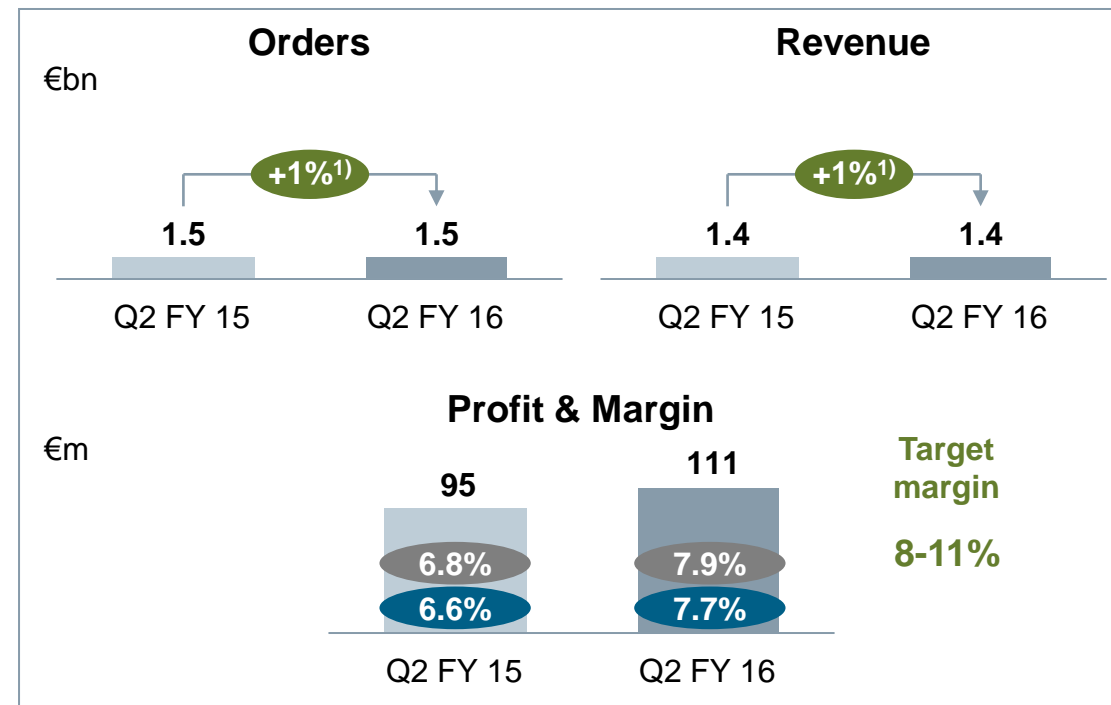 Orders
Revenue
€bn
+1%1)
+1%1)
1.5
1.5
1.4
1.4
Q2 FY 15
Q2 FY 16
Q2 FY 15
Q2 FY 16
Profit & Margin
€m
95
111
Target
margin
8-11%
6.8%
7.9%
6.6%
7.7%
Q2 FY 15
Q2 FY 16